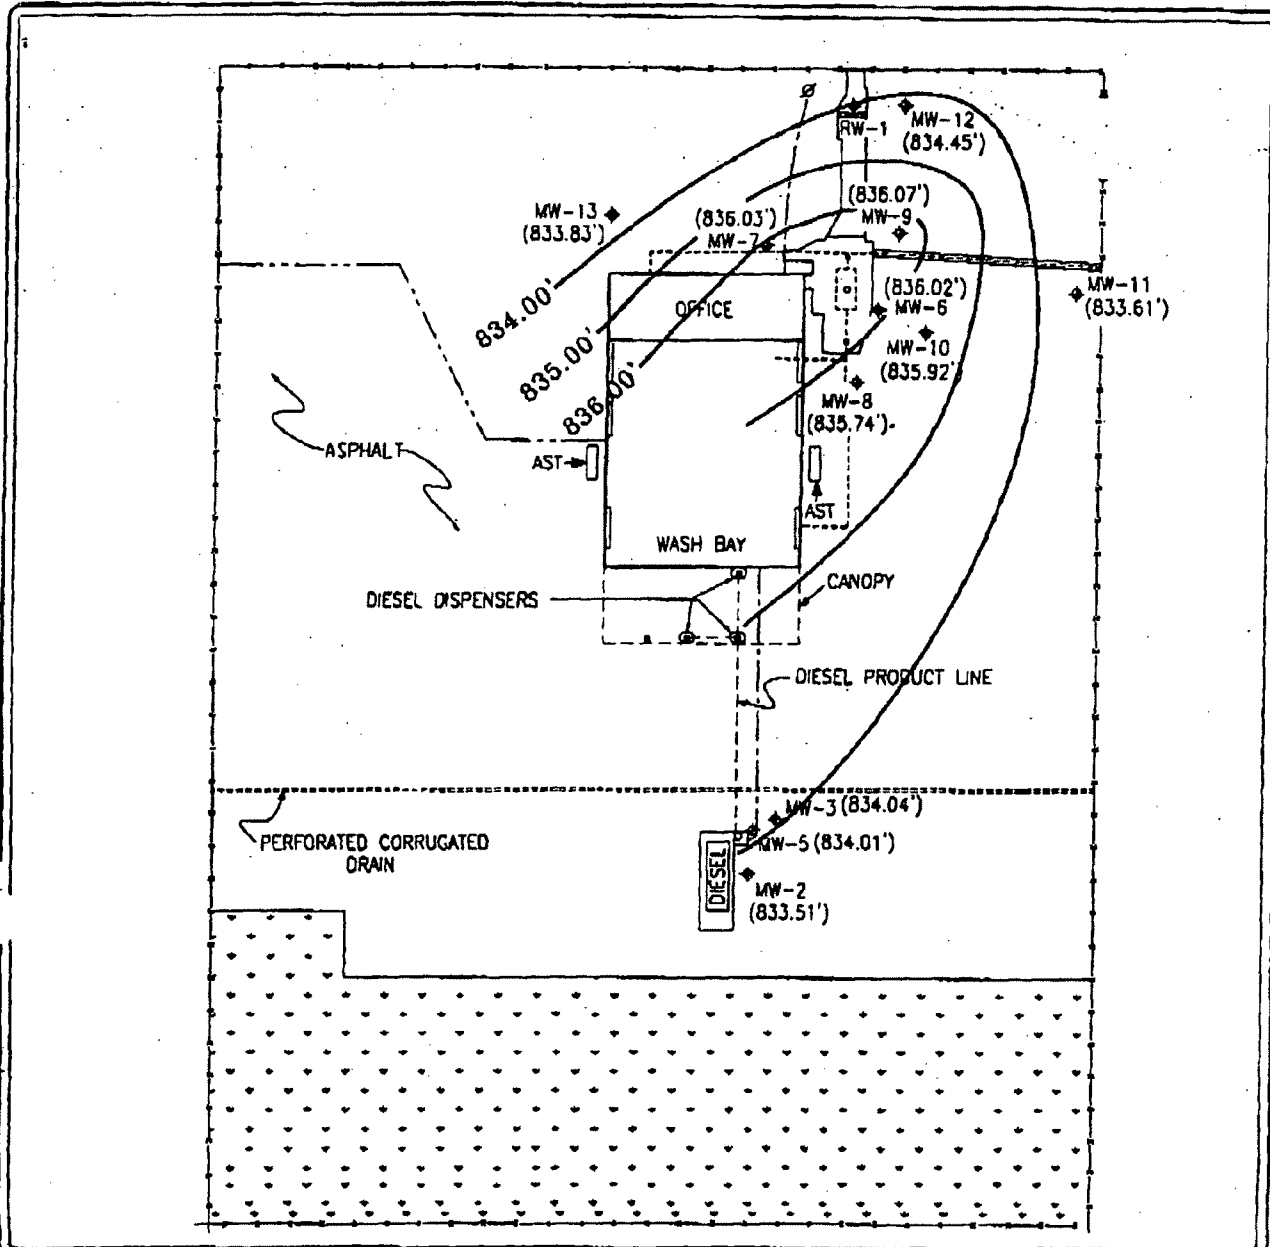 RW-1
MW-12
(834.45')
MW-13
(833.83')
(836.03')
MW-7
(836.07')
MW-9
MW-11
(833.61')
834.00'
835.00'
836.00'
OFFICE
(836.02')
MW-6
MW-10
(835.92')
MW-8
(835.74')
ASPHALT
AST
AST
WASH BAY
DIESEL DISPENSERS
CANOPY
DIESEL PRODUCT LINE
MW-3 (834.04')
MW-5 (834.01')
PERFORATED CORRUGATED
DRAIN
DIESEL
MW-2
(833.51')